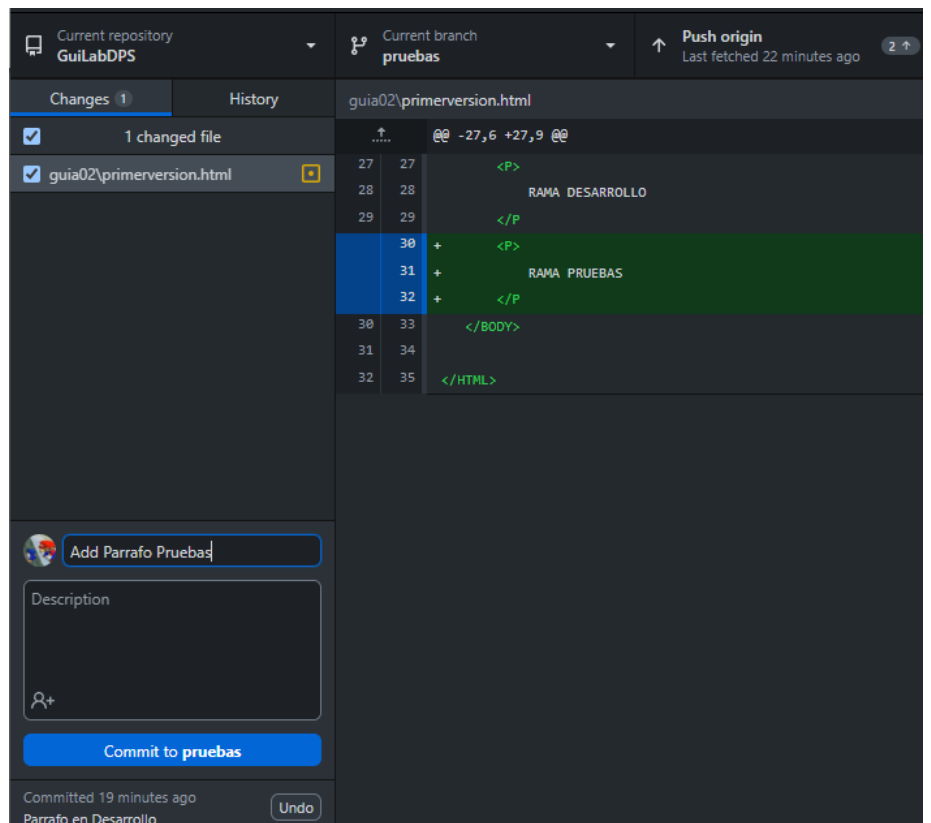 Current repository
GuiLabDPS
Current branch
pruebas
Push origin
Last fetched 22 minutes ago
2 ↑
Changes 1
History
guia02\primerversion.html
1 changed file
guia02\primerversion.html
@@ -27,6 +27,9 @@
27 27 <P>
28 28 RAMA DESARROLLO
29 29 </P
30 + <P>
31 + RAMA PRUEBAS
32 + </P
30 33 </BODY>
31 34
32 35 </HTML>
Add Parrafo Pruebas
Description
Commit to pruebas
Committed 19 minutes ago
Parrafo en Desarrollo
Undo